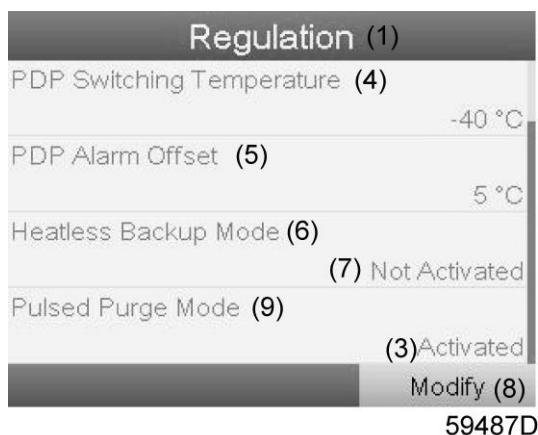 Regulation (1)
PDP Switching Temperature (4)
-40 °C
PDP Alarm Offset (5)
5 °C
Heatless Backup Mode (6)
(7) Not Activated
Pulsed Purge Mode (9)
(3)Activated
Modify (8)
59487D